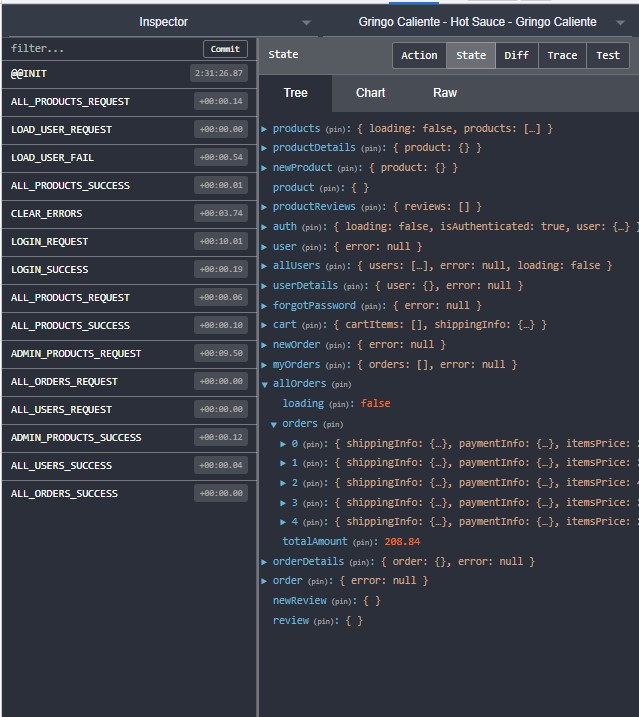 Inspector
Gringo Caliente - Hot Sauce - Gringo Caliente
filter...
Commit
@@INIT 2:31:26.87
ALL_PRODUCTS_REQUEST +00:00.14
LOAD_USER_REQUEST +00:00.00
LOAD_USER_FAIL +00:00.54
ALL_PRODUCTS_SUCCESS +00:00.01
CLEAR_ERRORS +00:03.74
LOGIN_REQUEST +00:10.01
LOGIN_SUCCESS +00:00.19
ALL_PRODUCTS_REQUEST +00:00.06
ALL_PRODUCTS_SUCCESS +00:00.10
ADMIN_PRODUCTS_REQUEST +00:09.50
ALL_ORDERS_REQUEST +00:00.00
ALL_USERS_REQUEST +00:00.00
ADMIN_PRODUCTS_SUCCESS +00:00.12
ALL_USERS_SUCCESS +00:00.04
ALL_ORDERS_SUCCESS +00:00.00
State
Action State Diff Trace Test
Tree Chart Raw
products (pin): { loading: false, products: […] }
productDetails (pin): { product: {} }
newProduct (pin): { product: {} }
product (pin): { }
productReviews (pin): { reviews: [] }
auth (pin): { loading: false, isAuthenticated: true, user: {…} }
user (pin): { error: null }
allUsers (pin): { users: […], error: null, loading: false }
userDetails (pin): { user: {}, error: null }
forgotPassword (pin): { error: null }
cart (pin): { cartItems: [], shippingInfo: {…} }
newOrder (pin): { error: null }
myOrders (pin): { orders: [], error: null }
allOrders (pin)
loading (pin): false
orders (pin)
0 (pin): { shippingInfo: {…}, paymentInfo: {…}, itemsPrice:
1 (pin): { shippingInfo: {…}, paymentInfo: {…}, itemsPrice:
2 (pin): { shippingInfo: {…}, paymentInfo: {…}, itemsPrice:
3 (pin): { shippingInfo: {…}, paymentInfo: {…}, itemsPrice:
4 (pin): { shippingInfo: {…}, paymentInfo: {…}, itemsPrice:
totalAmount (pin): 208.84
orderDetails (pin): { order: {}, error: null }
order (pin): { error: null }
newReview (pin): { }
review (pin): { }